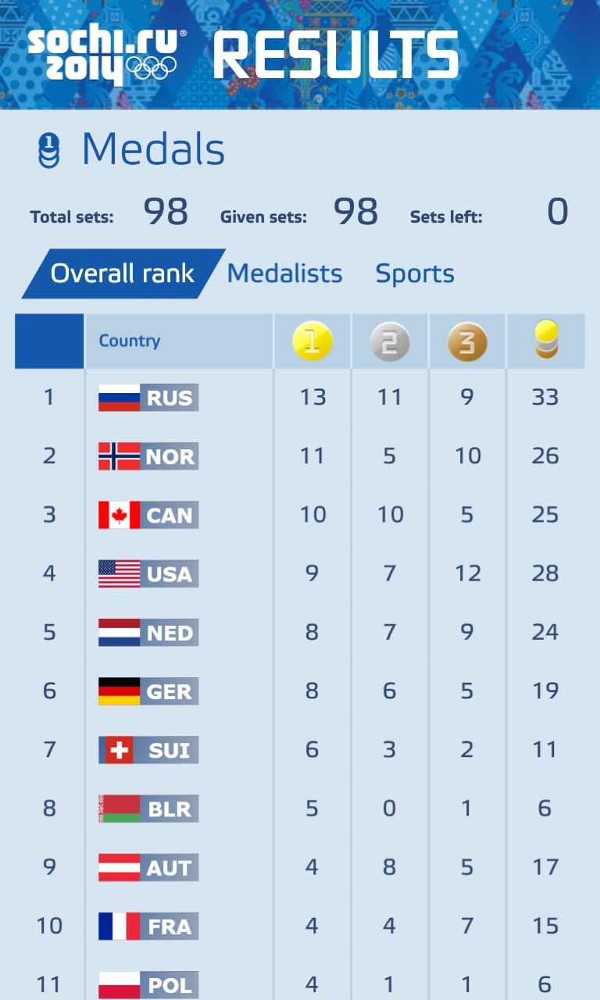 sochi.ru®
2014
RESULTS
1 Medals
Total sets: 98 Given sets: 98 Sets left: 0
Overall rank Medalists Sports
Country 1 2 3
1 RUS 13 11 9 33
2 NOR 11 5 10 26
3 CAN 10 10 5 25
4 USA 9 7 12 28
5 NED 8 7 9 24
6 GER 8 6 5 19
7 SUI 6 3 2 11
8 BLR 5 0 1 6
9 AUT 4 8 5 17
10 FRA 4 4 7 15
11 POL 4 1 1 6